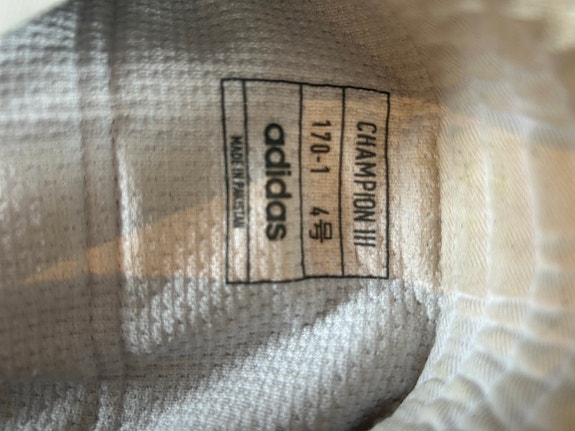 CHAMPION III
170-1 4号
adidas
MADE IN PAKISTAN